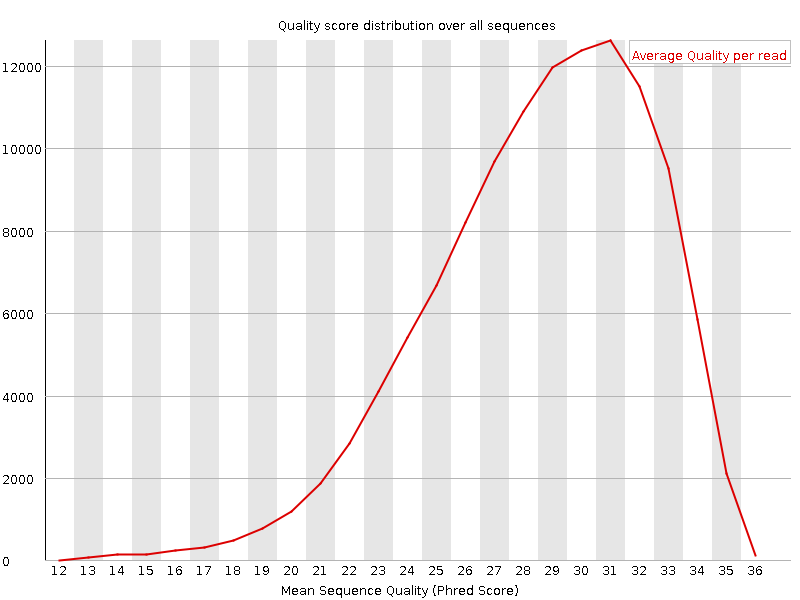 Quality score distribution over all sequences
Average Quality per read
12000
10000
8000
6000
4000
2000
0
12 13 14 15 16 17 18 19 20 21 22 23 24 25 26 27 28 29 30 31 32 33 34 35 36
Mean Sequence Quality (Phred Score)